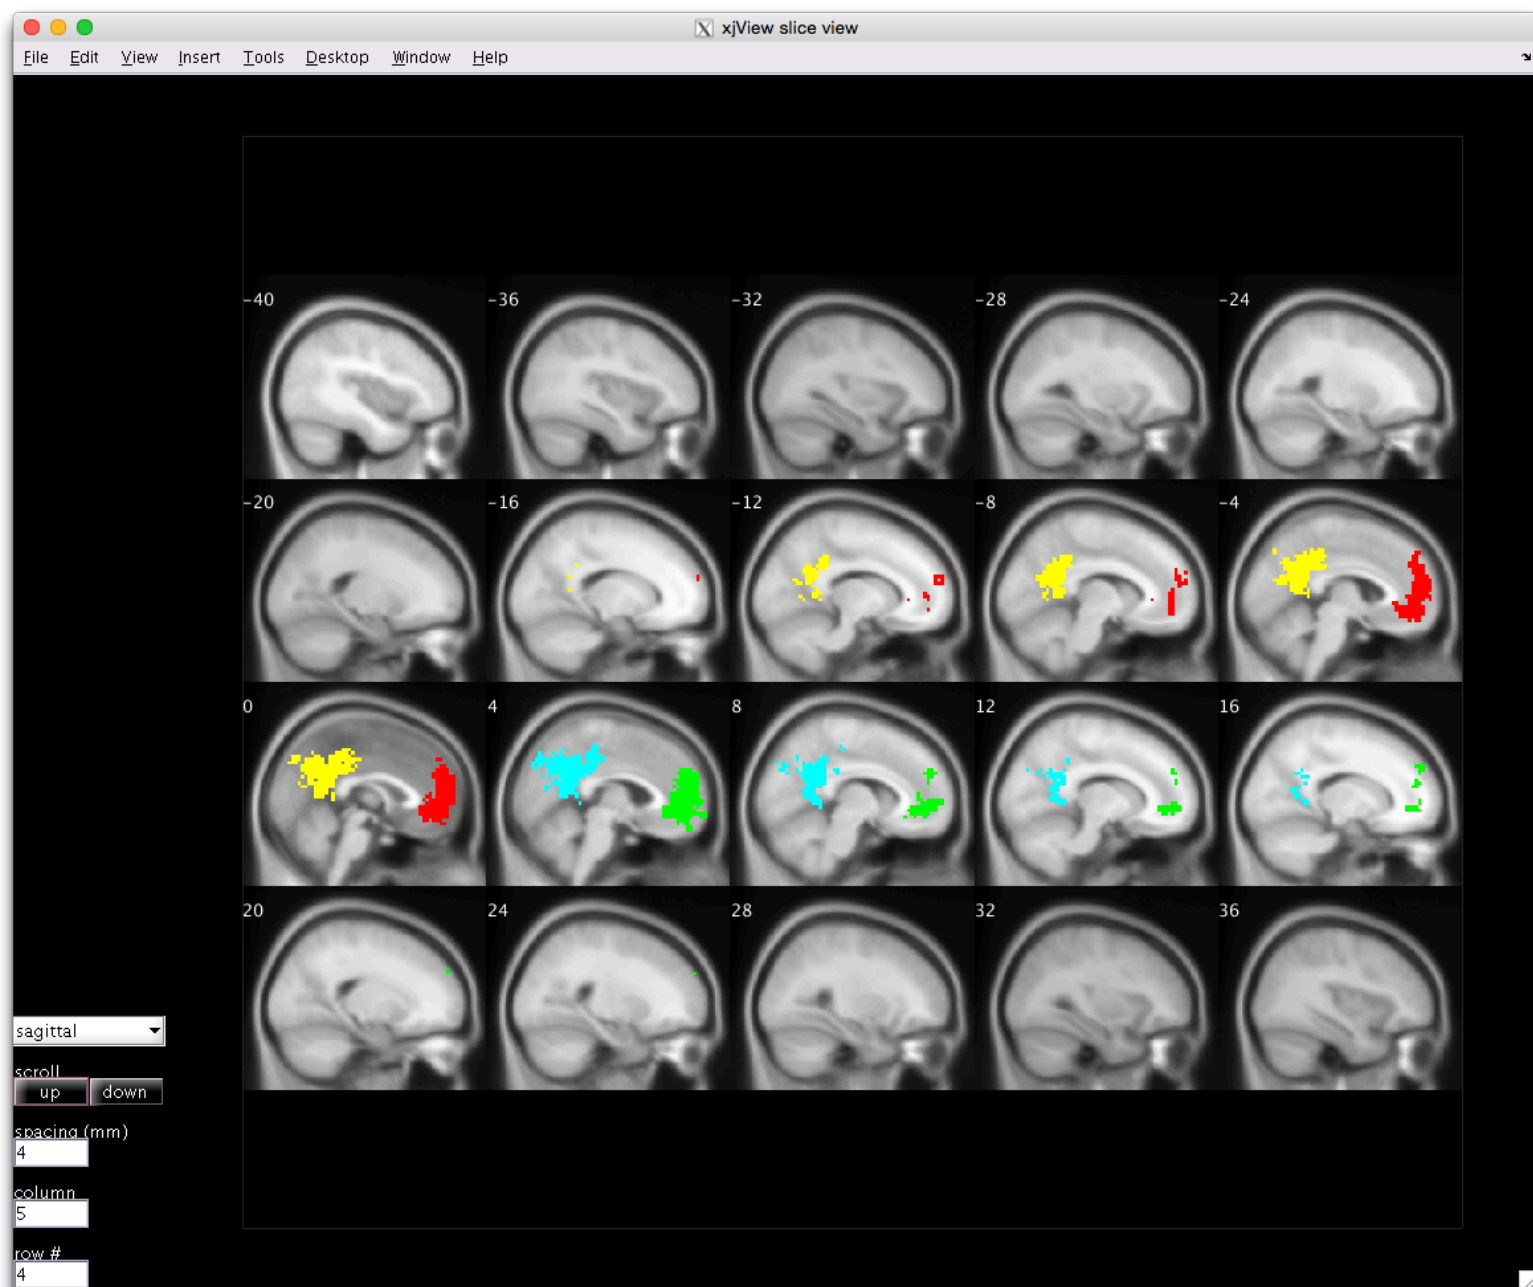 xjView slice view
File Edit View Insert Tools Desktop Window Help
-40 -36 -32 -28 -24
-20 -16 -12 -8 -4
0 4 8 12 16
20 24 28 32 36
sagittal
scroll
up down
spacing (mm)
4
column
5
row #
4